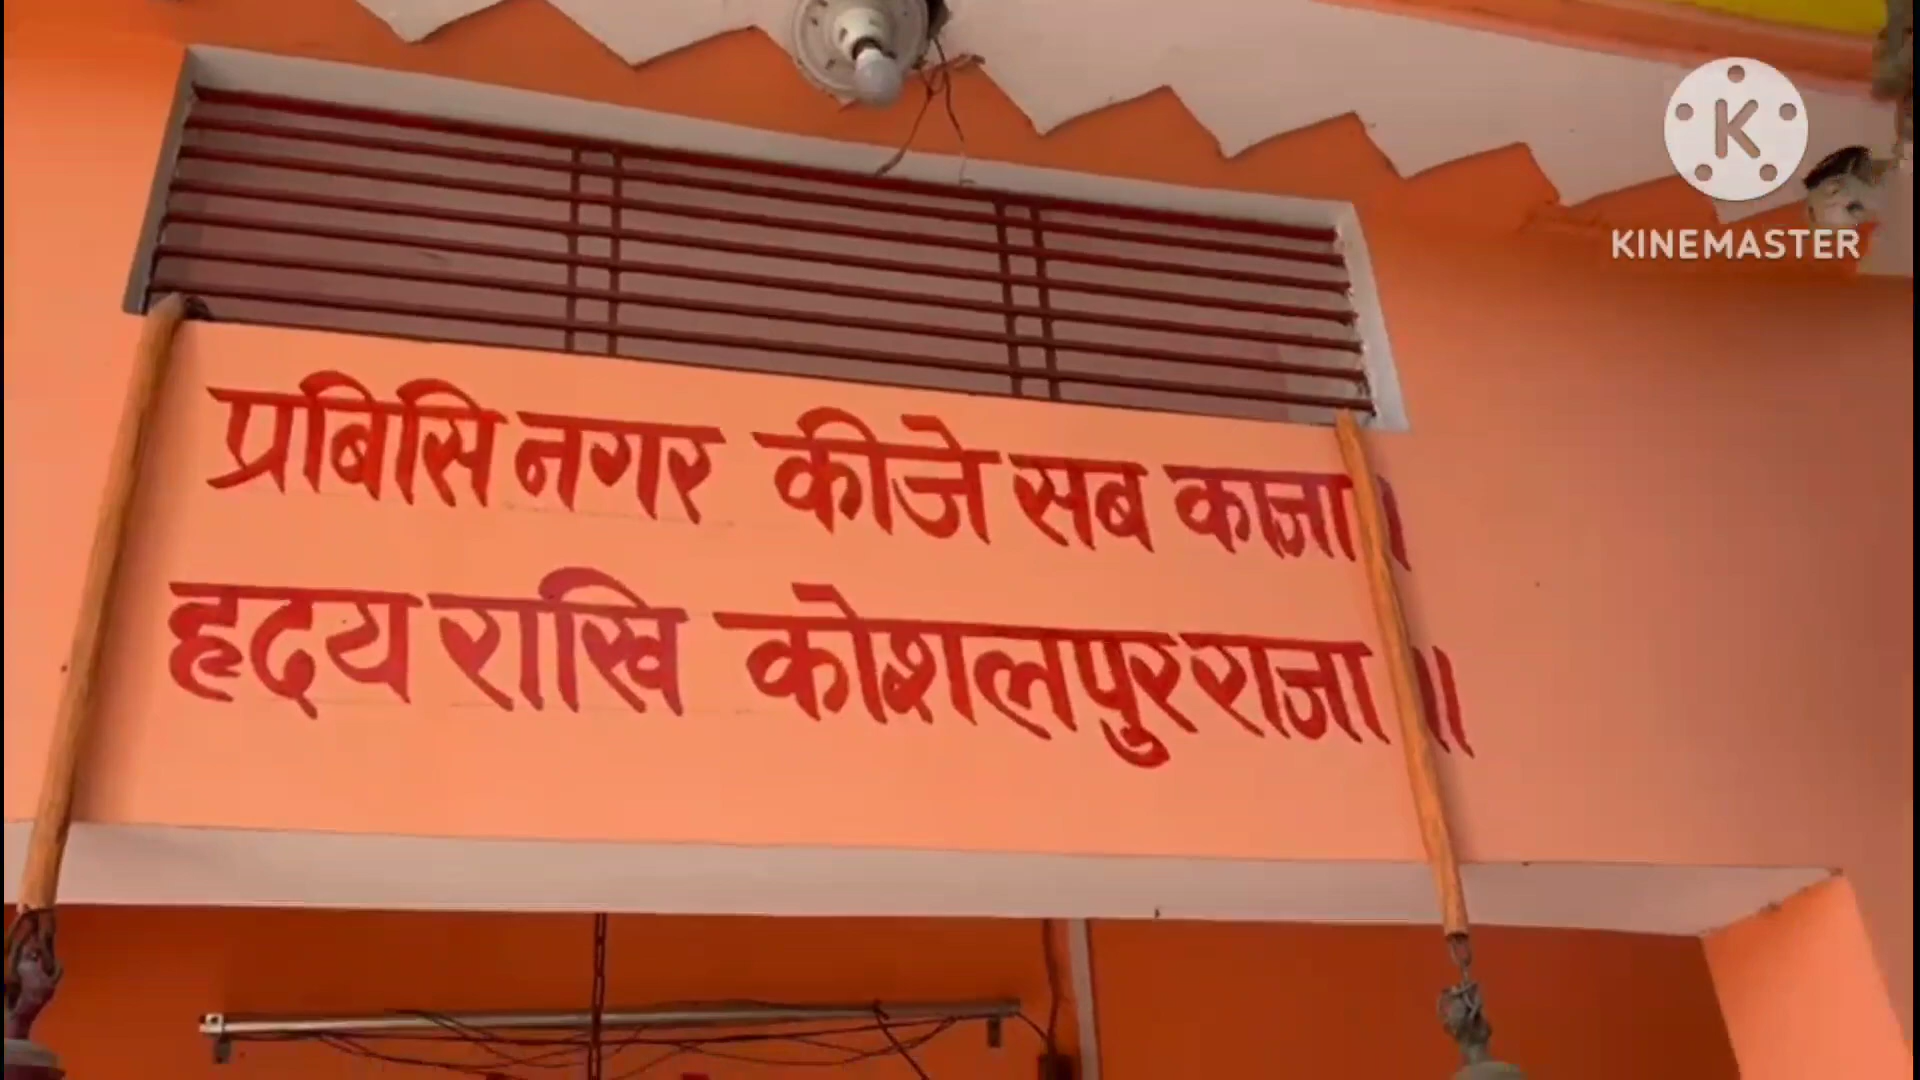 K
KINEMASTER
प्रबिसि नगर कीजे सब काजा।
हृदय राखि कोशलपुर राजा॥